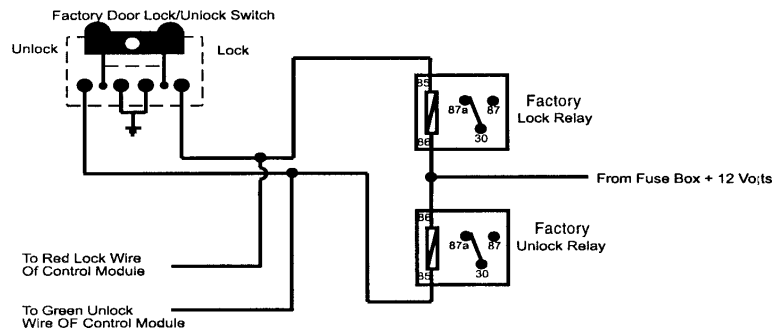 Factory Door Lock/Unlock Switch
Unlock
Lock
85
87a
87
30
86
Factory
Lock Relay
From Fuse Box + 12 Vo;ts
86
87a
87
30
85
Factory
Unlock Relay
To Red Lock Wire
Of Control Module
To Green Unlock
Wire OF Control Module